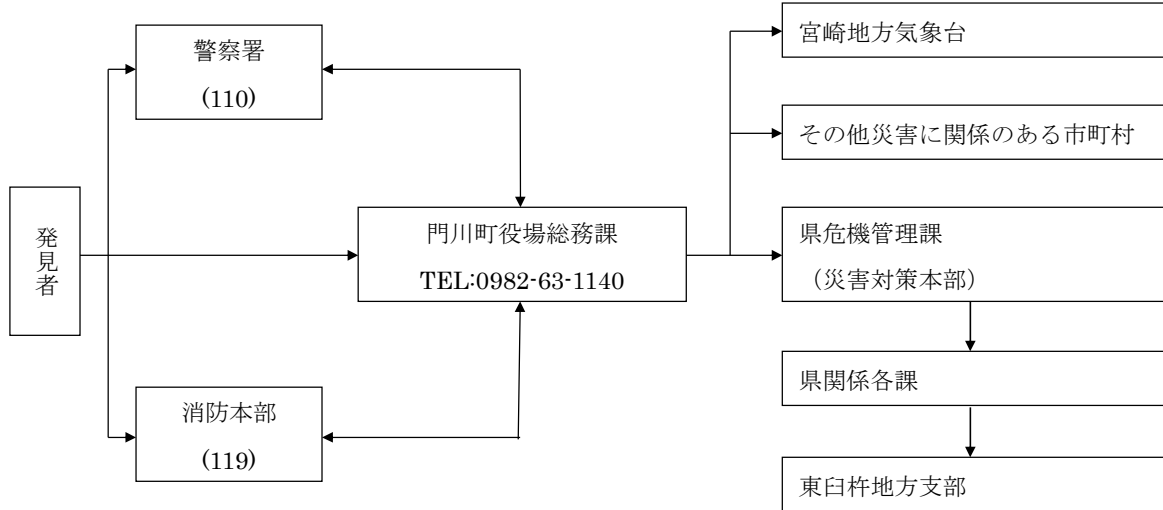 警察署
(110)
発見者
門川町役場総務課
TEL:0982-63-1140
消防本部
(119)
宮崎地方気象台
その他災害に関係のある市町村
県危機管理課
（災害対策本部）
県関係各課
東臼杵地方支部